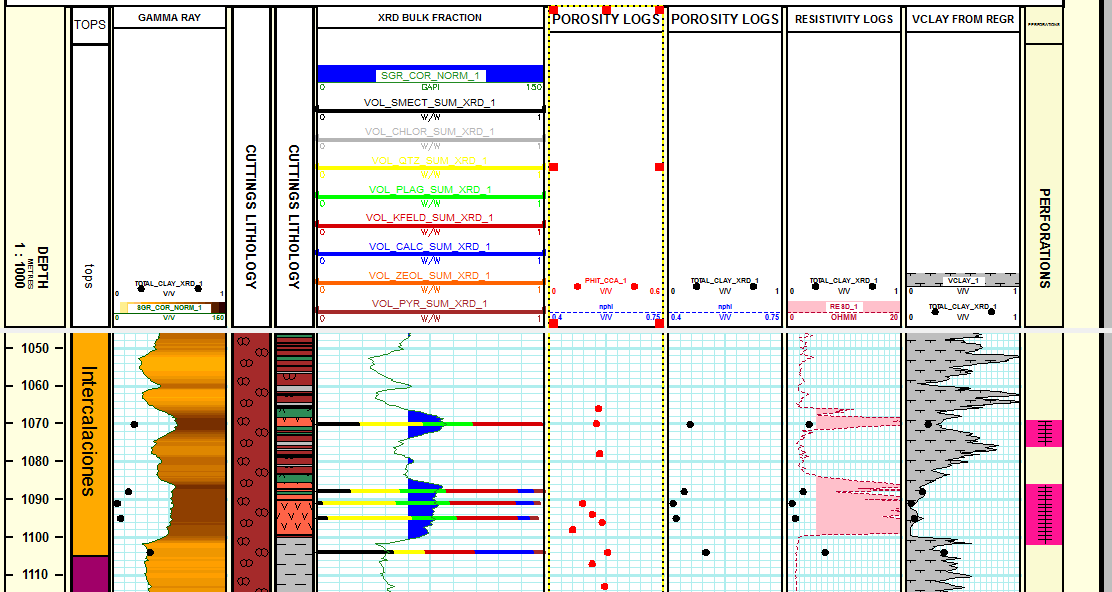 TOPS
GAMMA RAY
XRD BULK FRACTION
POROSITY LOGS
POROSITY LOGS
RESISTIVITY LOGS
VCLAY FROM REGR
PERFORATIONS
DEPTH
METRES
1 : 1000
tops
TOTAL_CLAY_XRD_1
0 V/V 1
SGR_COR_NORM_1
0 V/V 160
CUTTINGS LITHOLOGY
CUTTINGS LITHOLOGY
SGR_COR_NORM_1
0 GAPI 150
VOL_SMECT_SUM_XRD_1
0 W/W 1
VOL_CHLOR_SUM_XRD_1
0 W/W 1
VOL_QTZ_SUM_XRD_1
0 W/W 1
VOL_PLAG_SUM_XRD_1
0 W/W 1
VOL_KFELD_SUM_XRD_1
0 W/W 1
VOL_CALC_SUM_XRD_1
0 W/W 1
VOL_ZEOL_SUM_XRD_1
0 W/W 1
VOL_PYR_SUM_XRD_1
0 W/W 1
PHIT_CCA_1
0 V/V 0.6
nphi
0.4 V/V 0.75
TOTAL_CLAY_XRD_1
0 V/V 1
nphi
0.4 V/V 0.75
TOTAL_CLAY_XRD_1
0 V/V 1
RESD_1
0 OHMM 20
VCLAY_1
0 V/V 1
TOTAL_CLAY_XRD_1
0 V/V 1
PERFORATIONS
1050
1060
1070
1080
1090
1100
1110
Intercalaciones